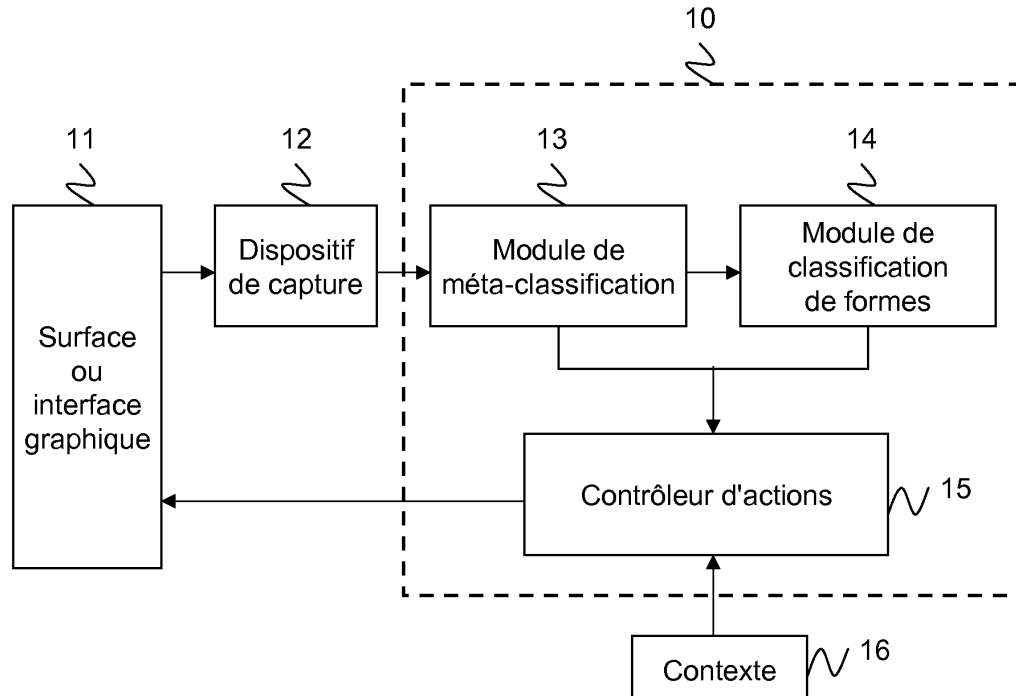 10
11
12
13
14
Surface
ou
interface
graphique
Dispositif
de capture
Module de
méta-classification
Module de
classification
de formes
Contrôleur d'actions
15
Contexte
16